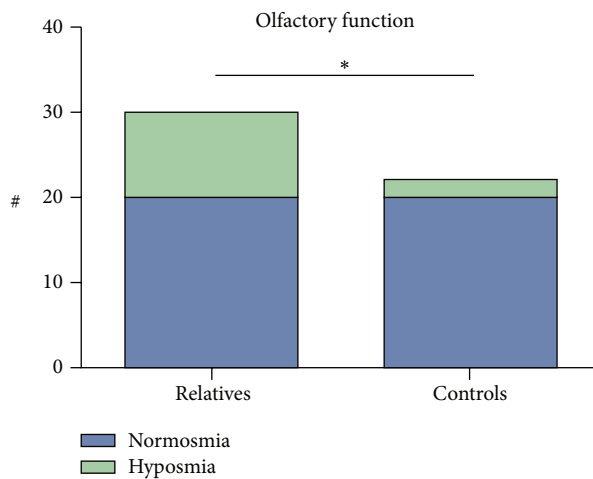 Olfactory function
*
40
30
#
20
10
0
Relatives Controls
Normosmia
Hyposmia